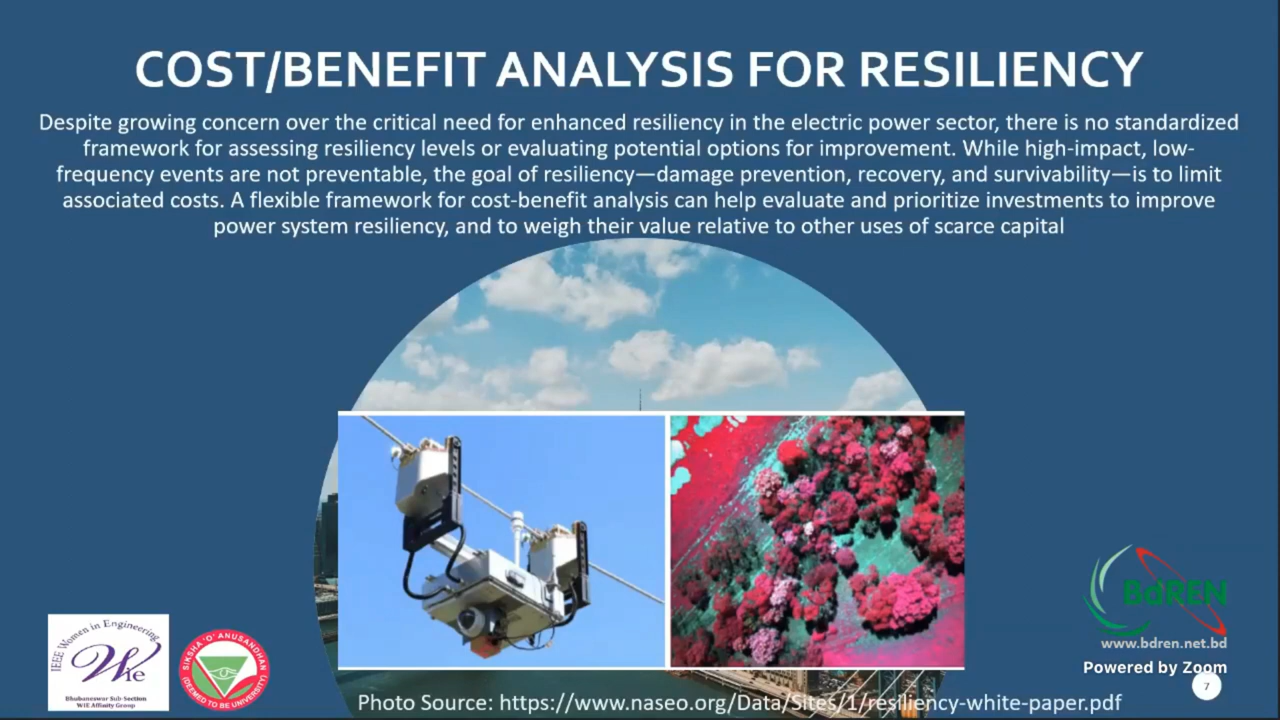 COST/BENEFIT ANALYSIS FOR RESILIENCY
Despite growing concern over the critical need for enhanced resiliency in the electric power sector, there is no standardized
framework for assessing resiliency levels or evaluating potential options for improvement. While high-impact, low-
frequency events are not preventable, the goal of resiliency—damage prevention, recovery, and survivability—is to limit
associated costs. A flexible framework for cost-benefit analysis can help evaluate and prioritize investments to improve
power system resiliency, and to weigh their value relative to other uses of scarce capital
IEEE Women in Engineering
Wie
Bhubaneswar Sub-Section
WIE Affinity Group
SIKSHA 'O' ANUSANDHAN
(DEEMED TO BE UNIVERSITY)
BdREN
www.bdren.net.bd
Powered by Zoom
7
Photo Source: https://www.naseo.org/Data/Sites/1/resiliency-white-paper.pdf